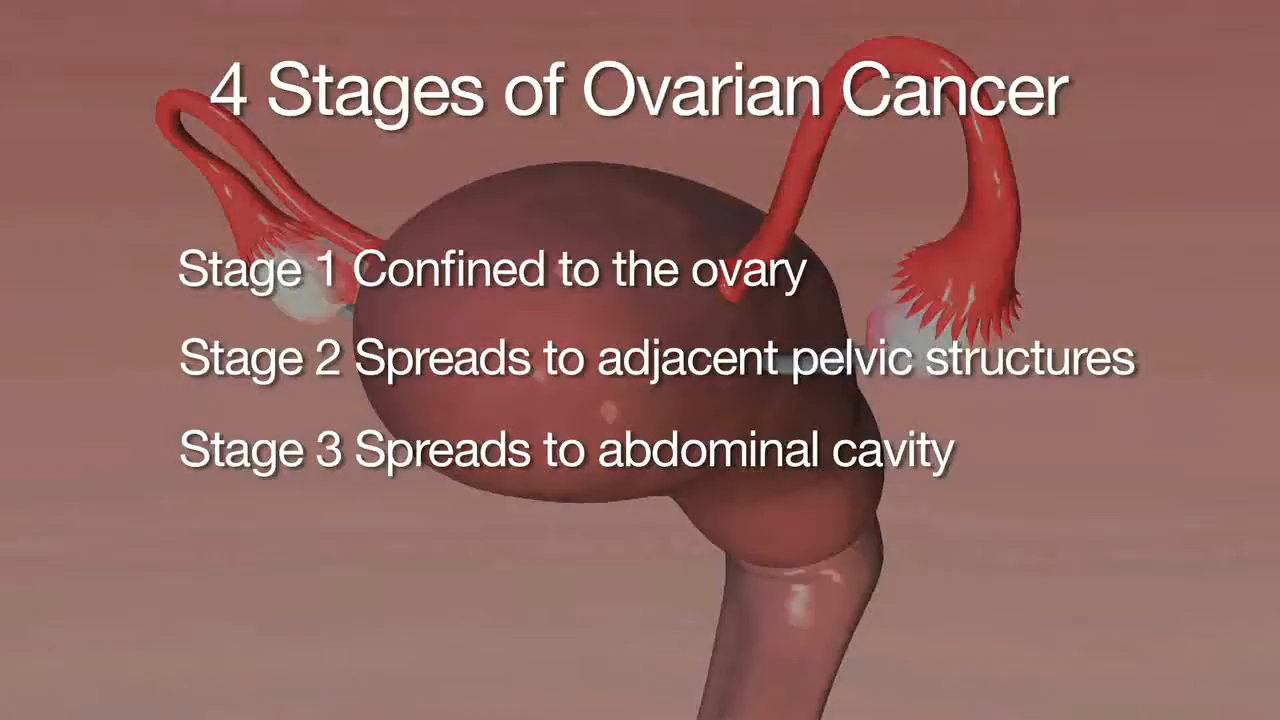 4 Stages of Ovarian Cancer
Stage 1 Confined to the ovary
Stage 2 Spreads to adjacent pelvic structures
Stage 3 Spreads to abdominal cavity